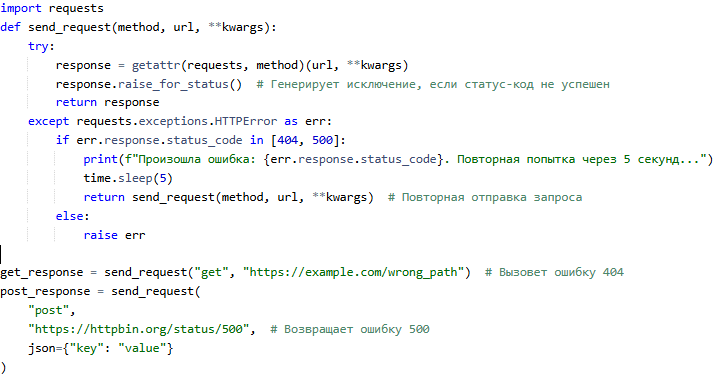 import requests
def send_request(method, url, **kwargs):
    try:
        response = getattr(requests, method)(url, **kwargs)
        response.raise_for_status()  # Генерирует исключение, если статус-код не успешен
        return response
    except requests.exceptions.HTTPError as err:
        if err.response.status_code in [404, 500]:
            print(f"Произошла ошибка: {err.response.status_code}. Повторная попытка через 5 секунд...")
            time.sleep(5)
            return send_request(method, url, **kwargs)  # Повторная отправка запроса
        else:
            raise err
get_response = send_request("get", "https://example.com/wrong_path")  # Вызовет ошибку 404
post_response = send_request(
    "post",
    "https://httpbin.org/status/500",  # Возвращает ошибку 500
    json={"key": "value"}
)